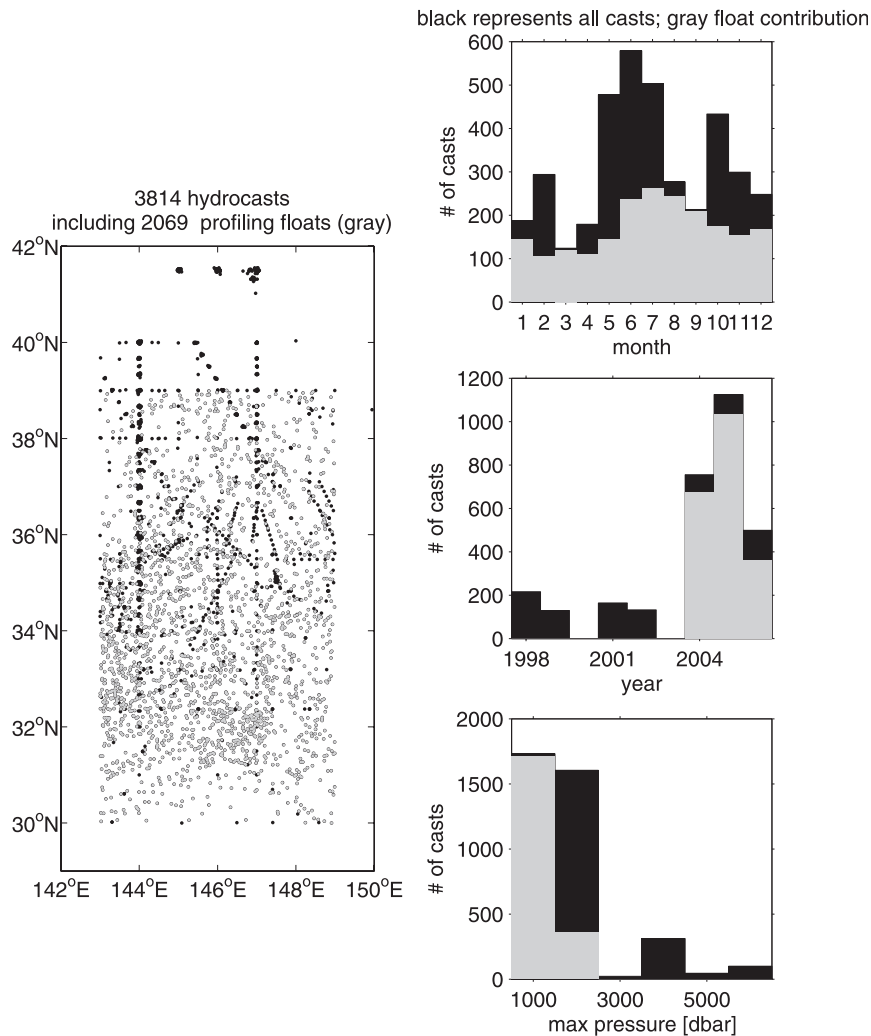 black represents all casts; gray float contribution
3814 hydrocasts
including 2069 profiling floats (gray)
42°N
40°N
38°N
36°N
34°N
32°N
30°N
142°E 144°E 146°E 148°E 150°E
600
500
400
300
200
100
0
# of casts
1 2 3 4 5 6 7 8 9 10 11 12
month
1200
1000
800
600
400
200
0
# of casts
1998 2001 2004
year
2000
1500
1000
500
0
# of casts
1000 3000 5000
max pressure [dbar]